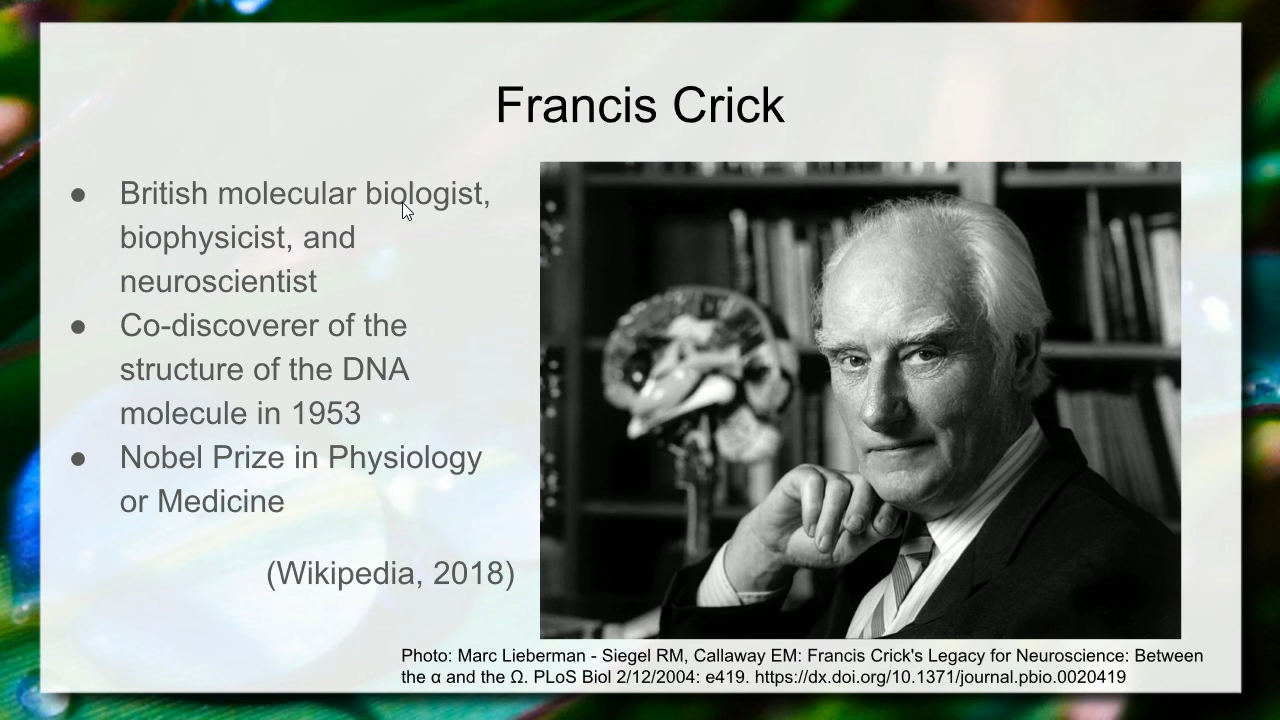 Francis Crick
● British molecular biologist,
biophysicist, and
neuroscientist
● Co-discoverer of the
structure of the DNA
molecule in 1953
● Nobel Prize in Physiology
or Medicine
(Wikipedia, 2018)
Photo: Marc Lieberman - Siegel RM, Callaway EM: Francis Crick's Legacy for Neuroscience: Between
the α and the Ω. PLoS Biol 2/12/2004: e419. https://dx.doi.org/10.1371/journal.pbio.0020419